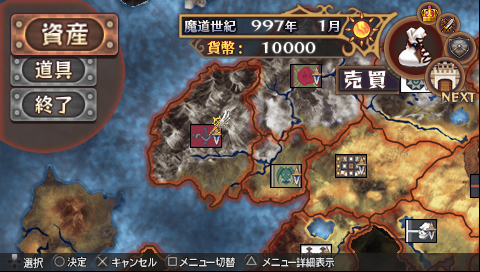 資産
道具
終了
魔道世紀 997年 1月
貨幣: 10000
売買
NEXT
選択 ○決定 ×キャンセル □メニュー切替 △メニュー詳細表示